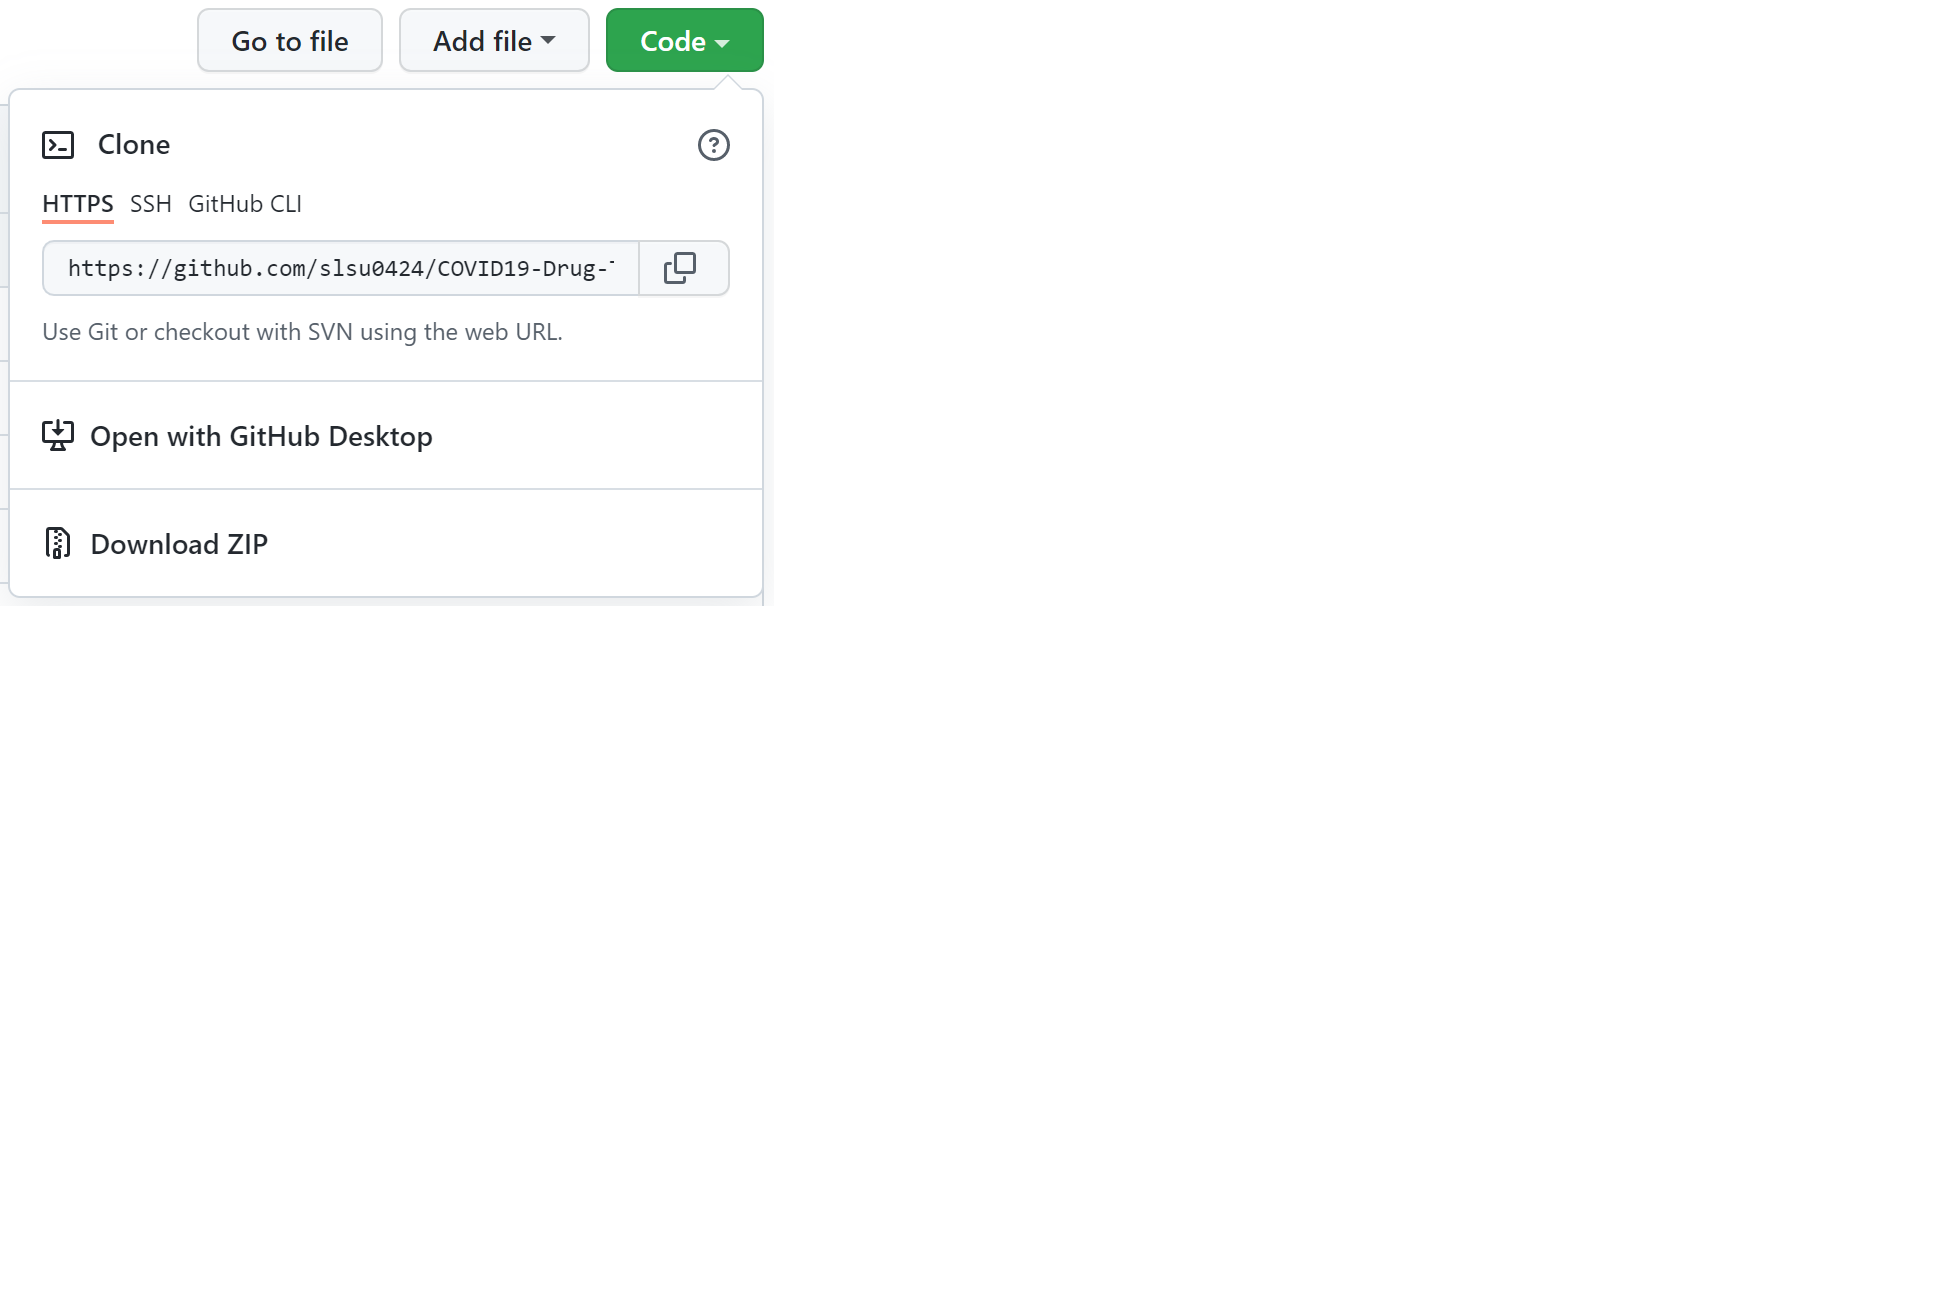 Go to file Add file Code
Clone
HTTPS SSH GitHub CLI
https://github.com/slsu0424/COVID19-Drug-
Use Git or checkout with SVN using the web URL.
Open with GitHub Desktop
Download ZIP